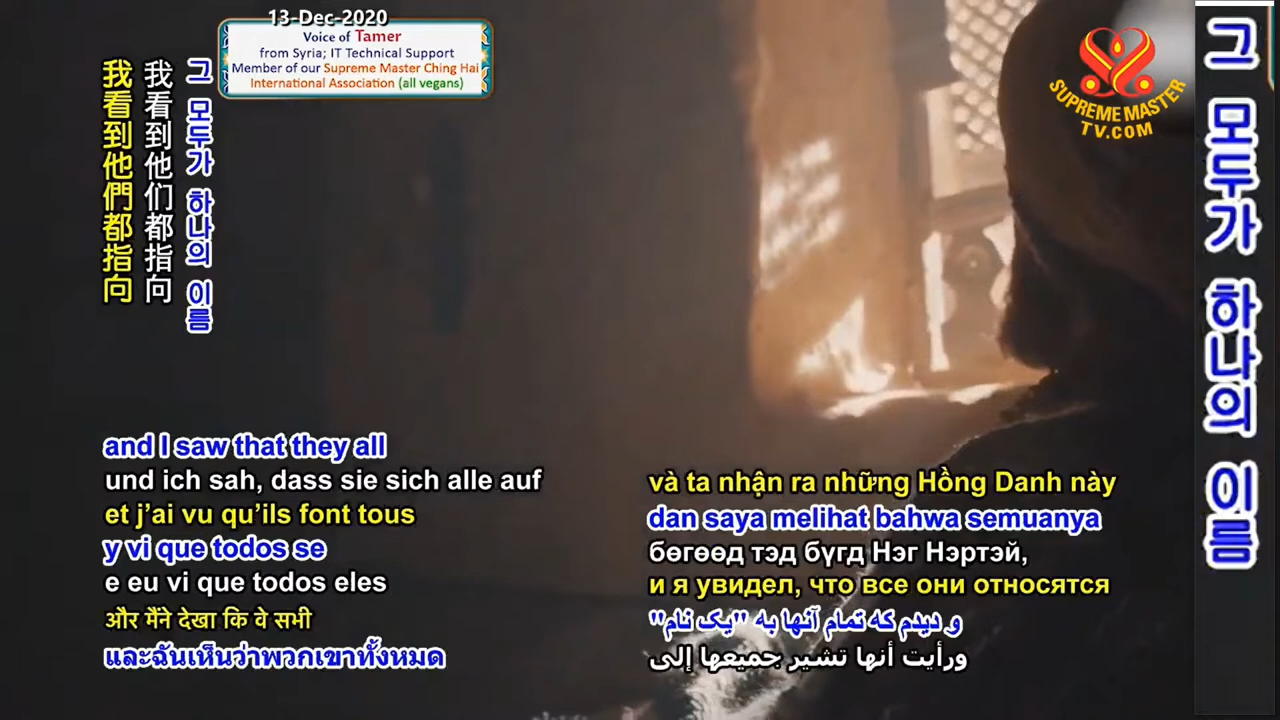 13-Dec-2020
Voice of Tamer
from Syria; IT Technical Support
Member of our Supreme Master Ching Hai
International Association (all vegans)
SUPREME MASTER
TV.COM
그 모두가 하나의 이름
그 모두가 하나의 이름
我看到他们都指向
我看到他們都指向
and I saw that they all
und ich sah, dass sie sich alle auf
et j'ai vu qu'ils font tous
y vi que todos se
e eu vi que todos eles
और मैंने देखा कि वे सभी
และฉันเห็นว่าพวกเขาทั้งหมด
và ta nhận ra những Hồng Danh này
dan saya melihat bahwa semuanya
бөгөөд тэд бүгд Нэг Нэртэй,
и я увидел, что все они относятся
و دیدم که تمام آنها به "یک نام"
ورأيت أنها تشير جميعها إلى